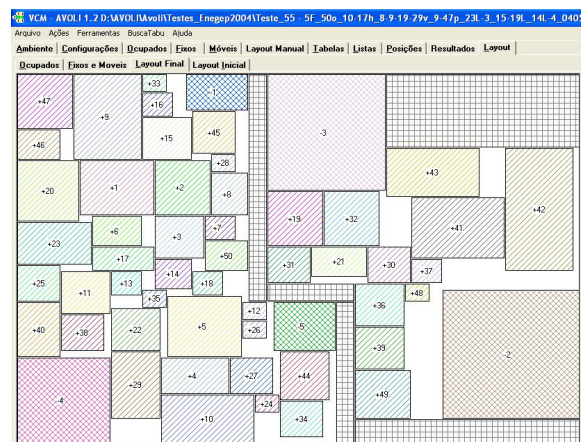 VCM - AVOLI 1.2 D:\AVOLI\Avoli\Testes_Enegep2004\Teste_55 - 5F_50o_10-17h_8-9-19-29v_9-47p_23L-3_15-19L_14L-4_0405
Arquivo Ações Ferramentas BuscaTabu Ajuda
Ambiente Configurações Ocupados Fixos Móveis Layout Manual Tabelas Listas Posições Resultados Layout
Ocupados Fixos e Moveis Layout Final Layout Inicial
+47 +9 +33 -1
+16
+46 +15 +45 -3
+28 +43
+20 +1 +2 +8 +42
+19 +32 +41
+23 +6 +3 +7
+17 +50 +31 +21 +30 +37
+25 +11 +13 +14 +18
+35 +36 +48
+40 +38 +22 +5 +12 -5
+26 +39 -2
+29 +4 +27 +44
-4 +10 +24 +34 +49